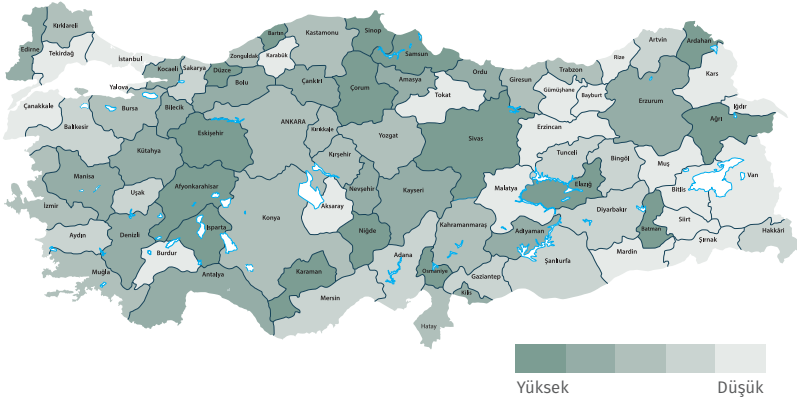 Kırklareli
Edirne
Tekirdağ
İstanbul
Kocaeli
Sakarya
Yalova
Düzce
Zonguldak
Bartın
Karabük
Kastamonu
Sinop
Samsun
Bolu
Çankırı
Çorum
Amasya
Ordu
Tokat
Giresun
Trabzon
Gümüşhane
Bayburt
Rize
Artvin
Ardahan
Kars
Iğdır
Ağrı
Erzurum
Erzincan
Çanakkale
Balıkesir
Bursa
Bilecik
Eskişehir
Kütahya
ANKARA
Kırıkkale
Kırşehir
Yozgat
Sivas
Tunceli
Bingöl
Muş
Bitlis
Van
Manisa
Uşak
Afyonkarahisar
İzmir
Aydın
Denizli
Isparta
Burdur
Muğla
Antalya
Konya
Aksaray
Nevşehir
Kayseri
Niğde
Karaman
Mersin
Adana
Kahramanmaraş
Osmaniye
Hatay
Malatya
Elazığ
Adıyaman
Gaziantep
Kilis
Şanlıurfa
Diyarbakır
Batman
Siirt
Mardin
Şırnak
Hakkâri
Yüksek
Düşük